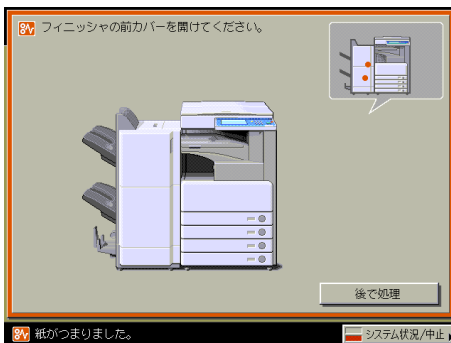 フィニッシャの前カバーを開けてください。
後で処理
紙がつまりました。
システム状況/中止